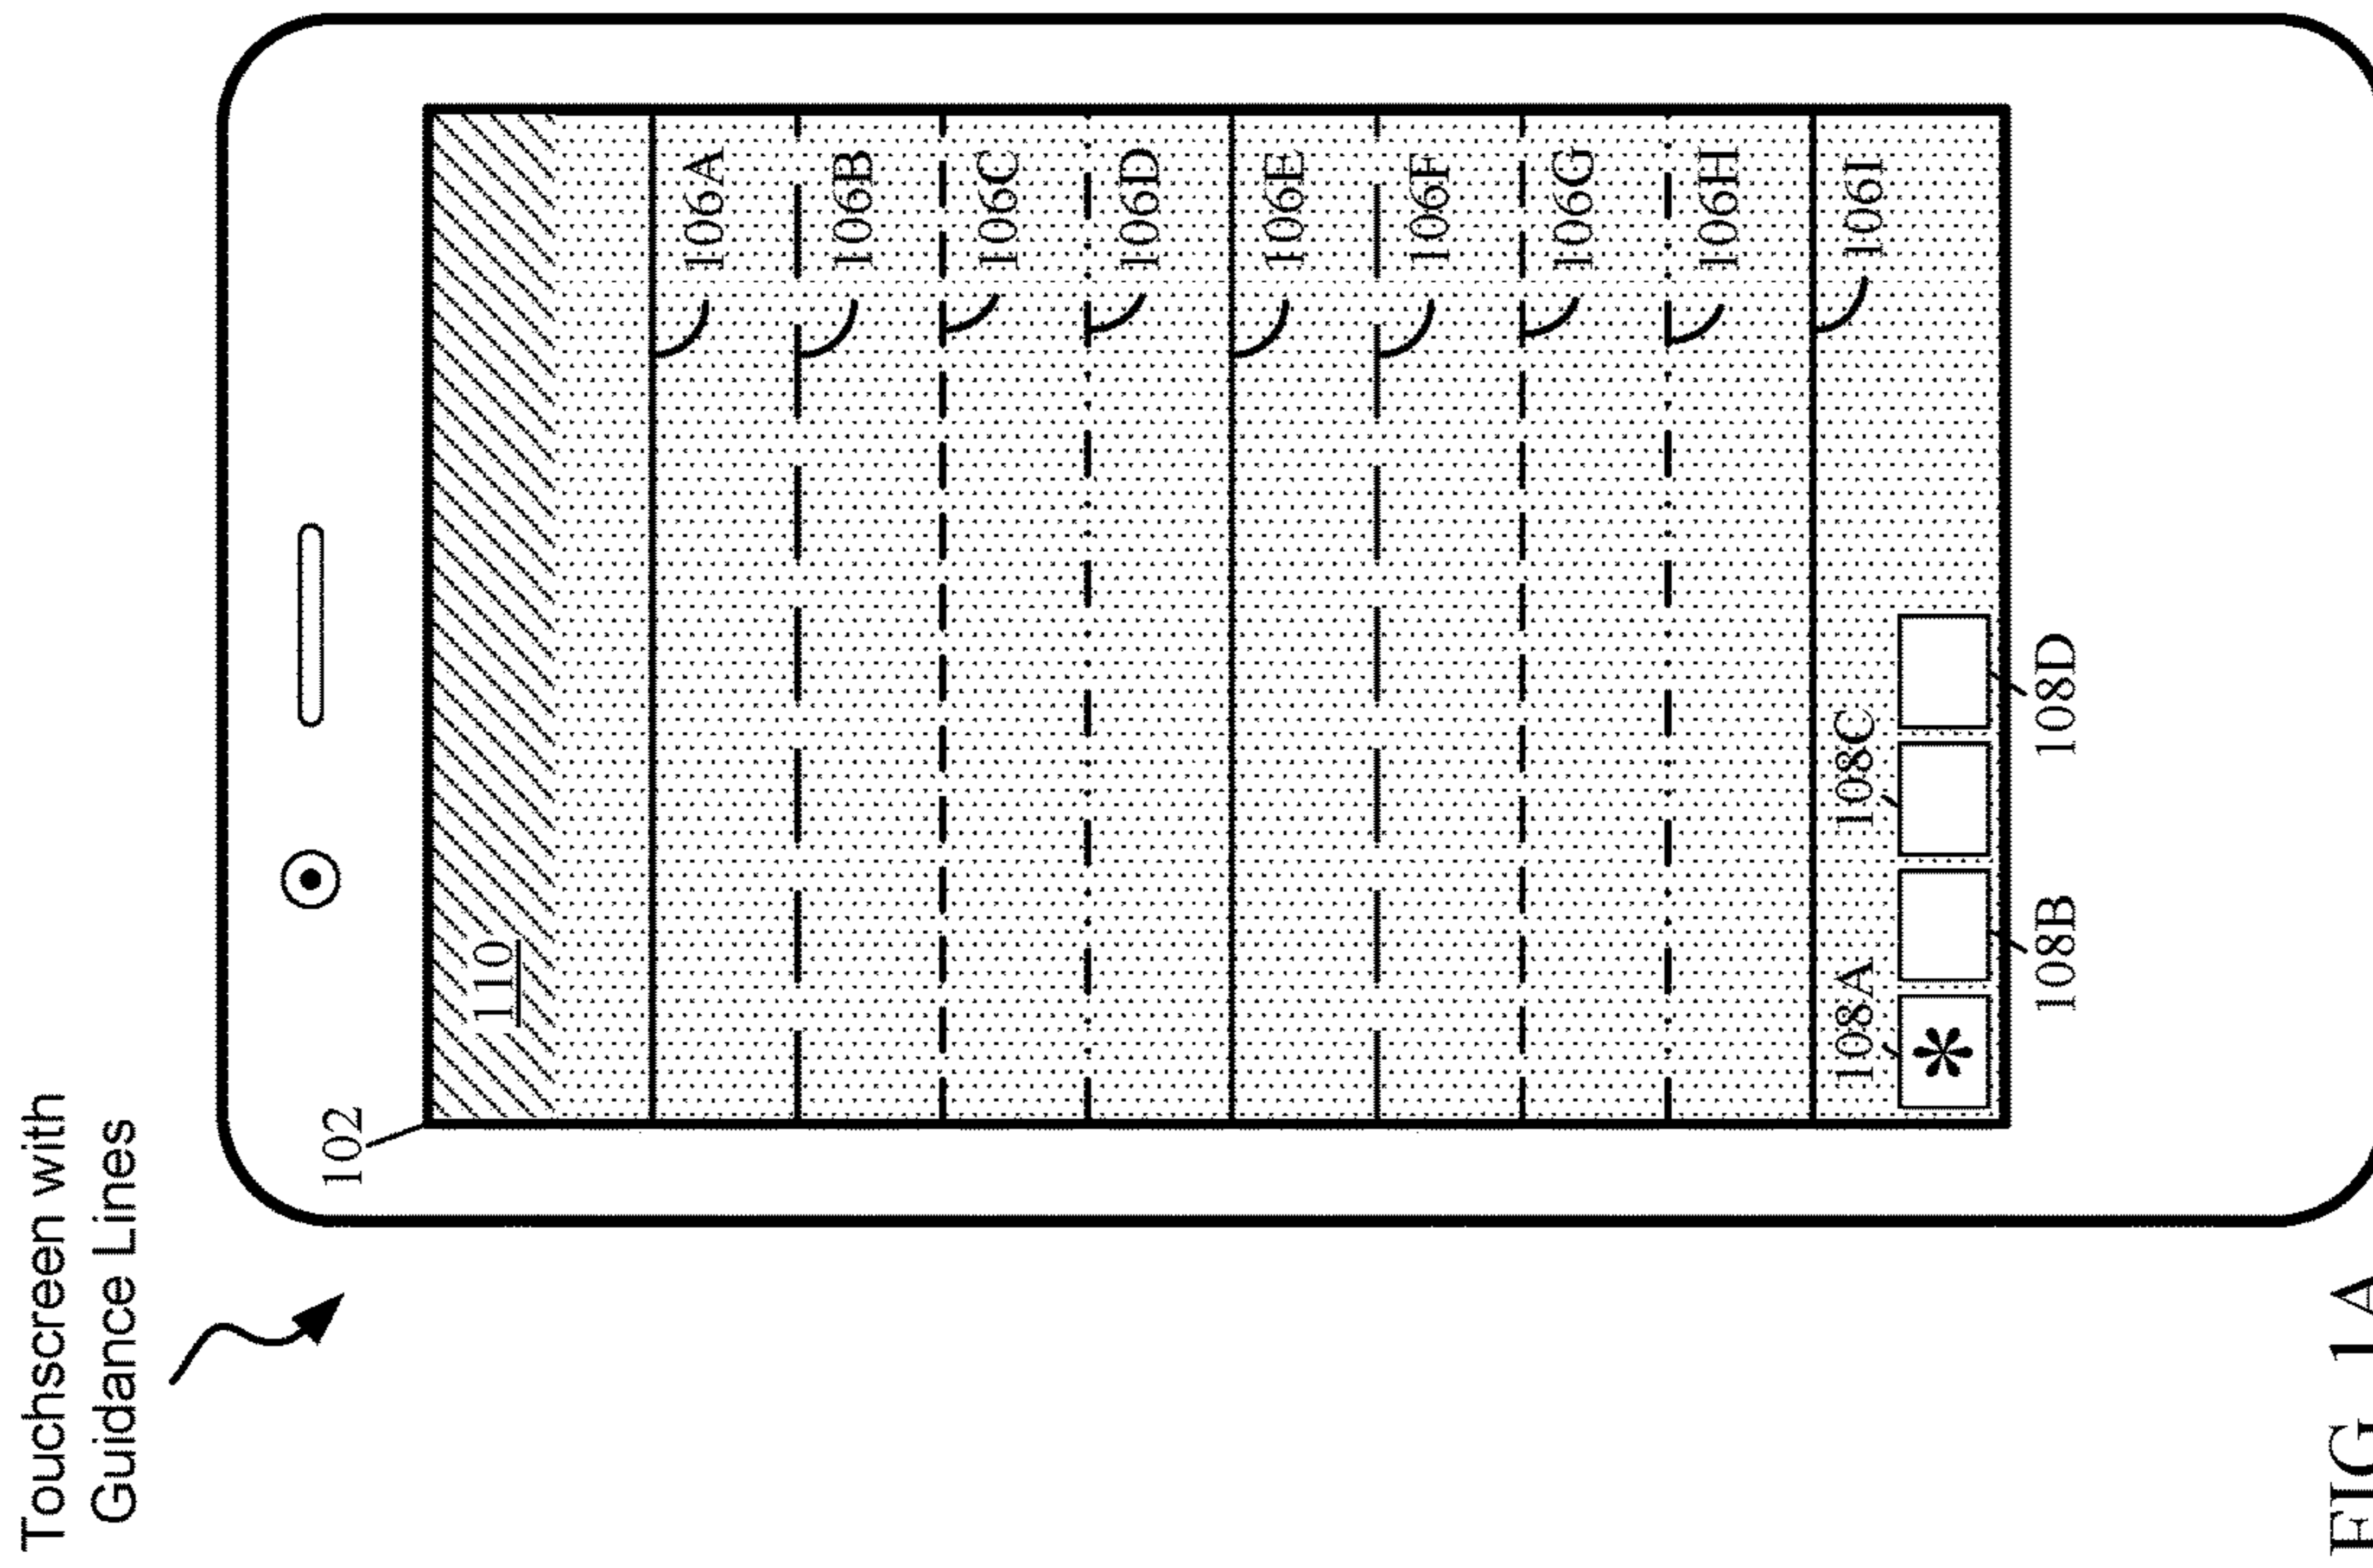 Touchscreen with
Guidance Lines
102
110
106A
106B
106C
106D
106E
106F
106G
106H
106I
108A
108C
108B
108D
FIG. 1A